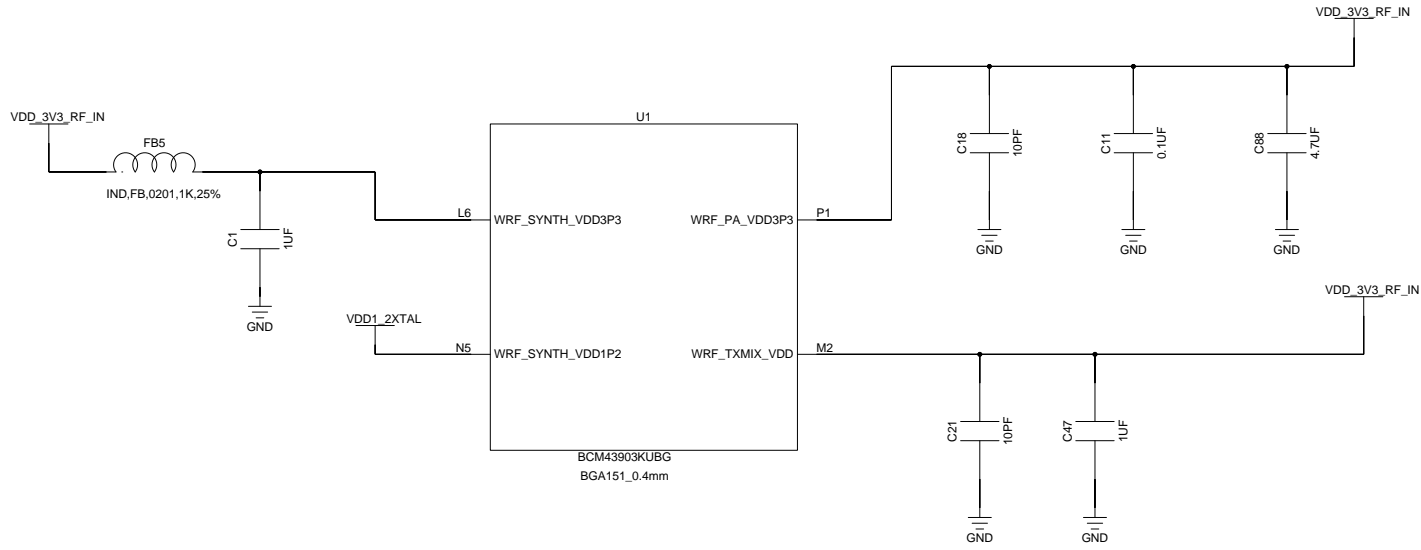 VDD_3V3_RF_IN
VDD_3V3_RF_IN
U1
FB5
IND,FB,0201,1K,25%
C18
10PF
C11
0.1UF
C88
4.7UF
L6
WRF_SYNTH_VDD3P3
WRF_PA_VDD3P3
P1
C1
1UF
GND
GND
GND
GND
VDD_3V3_RF_IN
VDD1_2XTAL
N5
WRF_SYNTH_VDD1P2
WRF_TXMIX_VDD
M2
C21
10PF
C47
1UF
BCM43903KUBG
BGA151_0.4mm
GND
GND